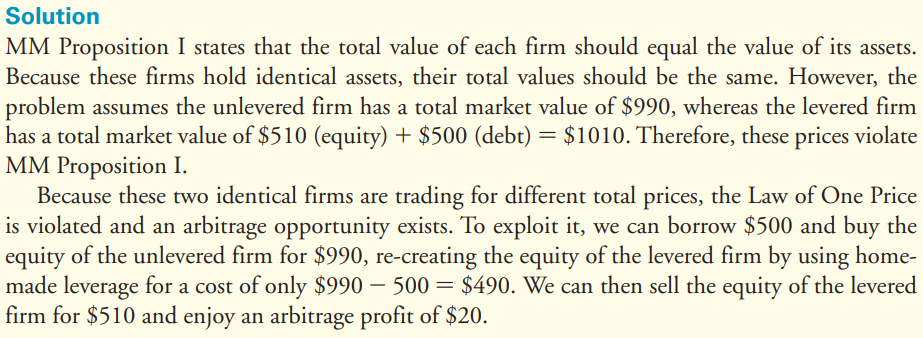 Solution
MM Proposition I states that the total value of each firm should equal the value of its assets.
Because these firms hold identical assets, their total values should be the same. However, the
problem assumes the unlevered firm has a total market value of $990, whereas the levered firm
has a total market value of $510 (equity) + $500 (debt) = $1010. Therefore, these prices violate
MM Proposition I.
Because these two identical firms are trading for different total prices, the Law of One Price
is violated and an arbitrage opportunity exists. To exploit it, we can borrow $500 and buy the
equity of the unlevered firm for $990, re-creating the equity of the levered firm by using home-
made leverage for a cost of only $990 − 500 = $490. We can then sell the equity of the levered
firm for $510 and enjoy an arbitrage profit of $20.